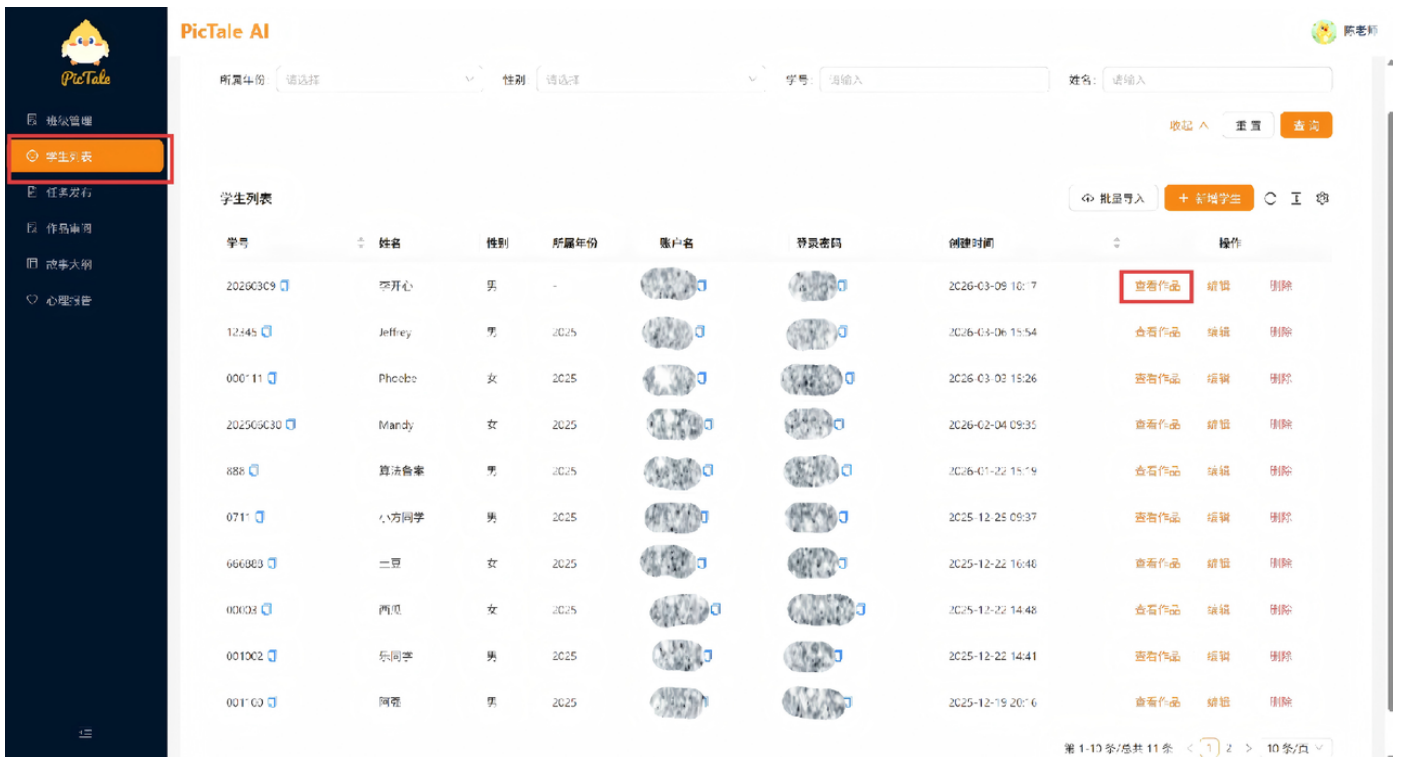 PicTale AI
陈老师
PicTale
所属年份: 请选择 性别: 请选择 学号: 请输入 姓名: 请输入
班级管理
收起 重置 查询
学生列表
任务发布
学生列表 批量导入 + 新增学生
作品审阅
学号 姓名 性别 所属年份 账户名 登录密码 创建时间 操作
故事大纲
20260309 李开心 男 - 查看作品 编辑 删除
心理报告
12345 Jeffrey 男 2025 2026-03-06 15:54 查看作品 编辑 删除
000111 Phoebe 女 2025 2026-03-03 15:26 查看作品 编辑 删除
202506030 Mandy 女 2025 2026-02-04 09:35 查看作品 编辑 删除
888 算法备案 男 2025 2026-01-22 15:19 查看作品 编辑 删除
0711 小方同学 男 2025 2025-12-25 09:37 查看作品 编辑 删除
666888 土豆 女 2025 2025-12-22 16:48 查看作品 编辑 删除
00003 西瓜 女 2025 2025-12-22 14:48 查看作品 编辑 删除
001002 乐同学 男 2025 2025-12-22 14:41 查看作品 编辑 删除
男 2025 2025-12-19 20:16 查看作品 编辑 删除
第 1-10 条/总共 11 条 < 1 2 > 10 条/页